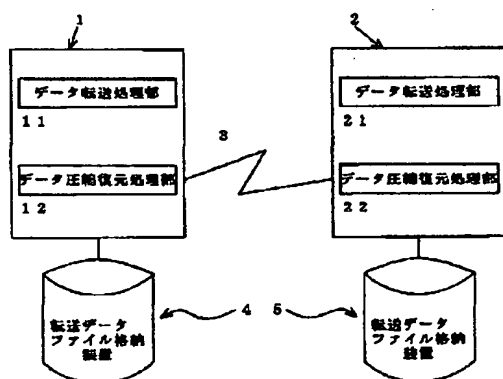 1
2
データ転送処理部
データ転送処理部
11
3
21
データ圧縮復元処理部
データ圧縮復元処理部
12
22
転送データ
ファイル格納
装置
4
5
転送データ
ファイル格納
装置